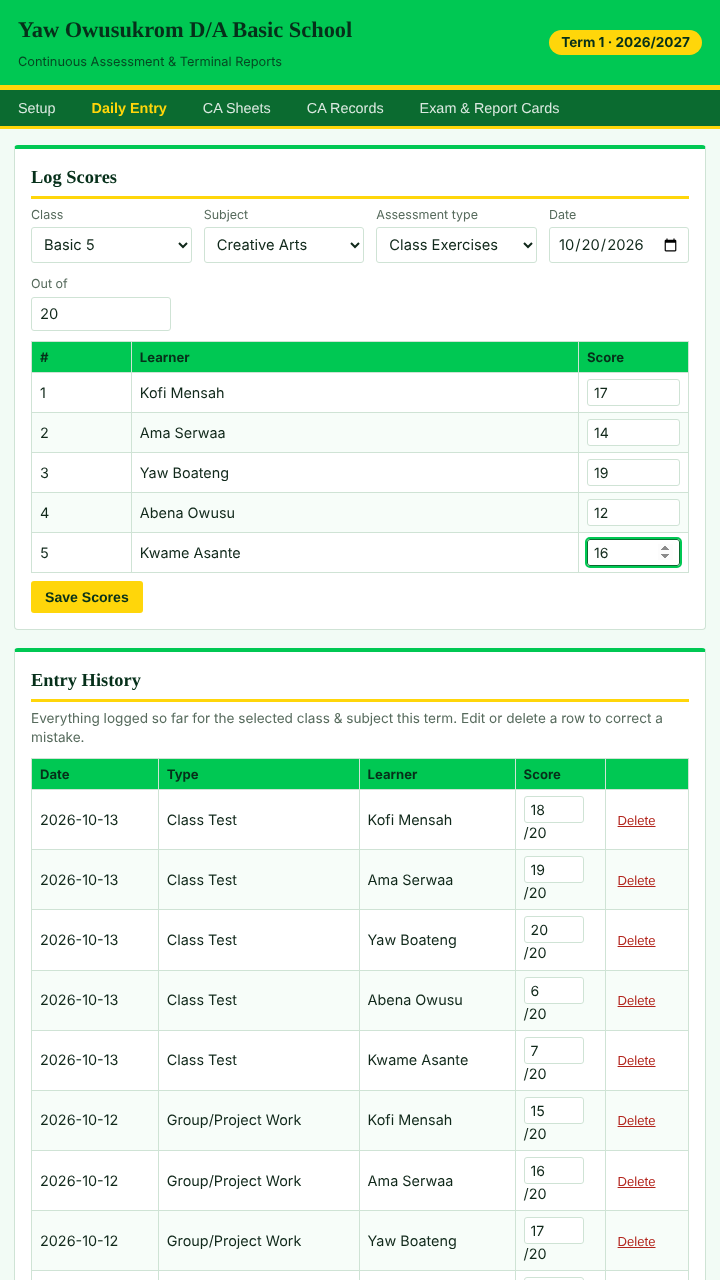 Yaw Owusukrom D/A Basic School
Continuous Assessment & Terminal Reports
Term 1 · 2026/2027
Setup Daily Entry CA Sheets CA Records Exam & Report Cards
Log Scores
Class Subject Assessment type Date
Basic 5 Creative Arts Class Exercises 10/20/2026
Out of
20
# Learner Score
1 Kofi Mensah 17
2 Ama Serwaa 14
3 Yaw Boateng 19
4 Abena Owusu 12
5 Kwame Asante 16
Save Scores
Entry History
Everything logged so far for the selected class & subject this term. Edit or delete a row to correct a
mistake.
Date Type Learner Score
2026-10-13 Class Test Kofi Mensah 18 /20 Delete
2026-10-13 Class Test Ama Serwaa 19 /20 Delete
2026-10-13 Class Test Yaw Boateng 20 /20 Delete
2026-10-13 Class Test Abena Owusu 6 /20 Delete
2026-10-13 Class Test Kwame Asante 7 /20 Delete
2026-10-12 Group/Project Work Kofi Mensah 15 /20 Delete
2026-10-12 Group/Project Work Ama Serwaa 16 /20 Delete
2026-10-12 Group/Project Work Yaw Boateng 17 /20 Delete